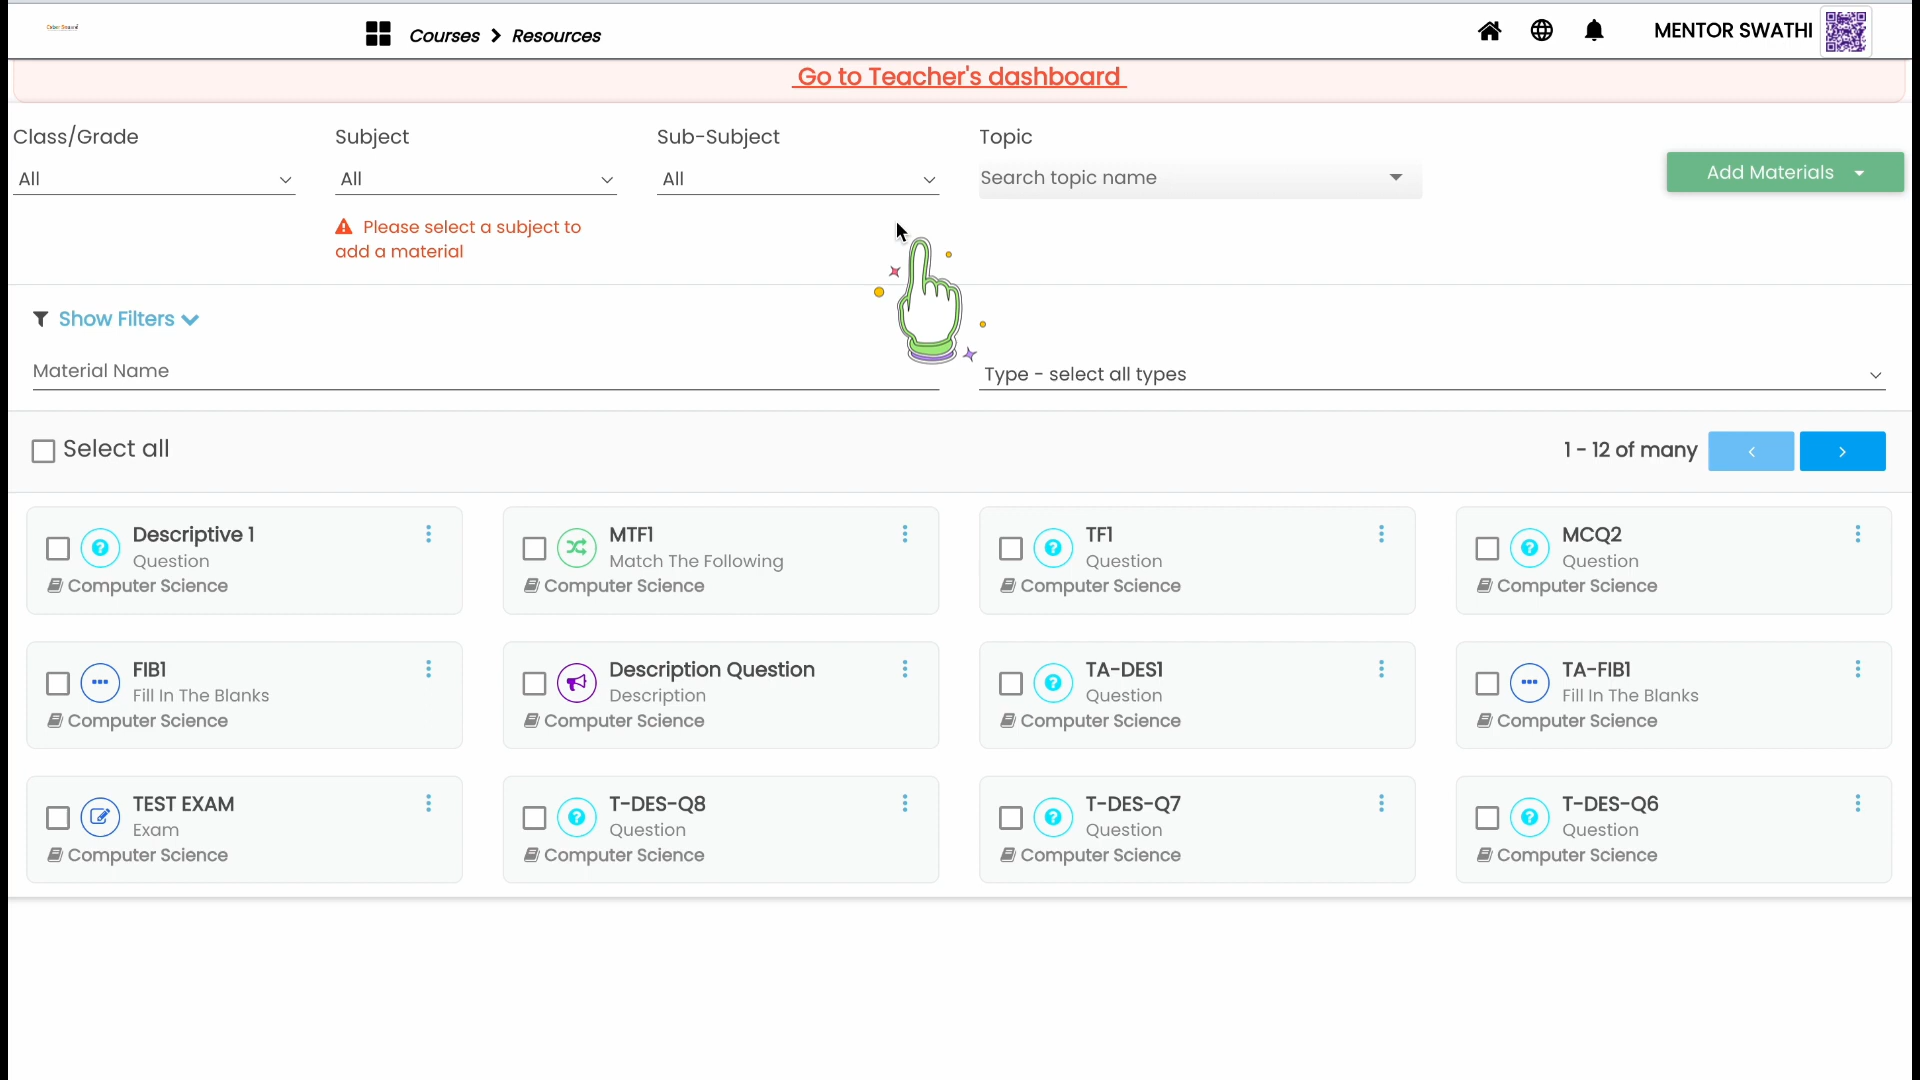 Courses > Resources
MENTOR SWATHI
Go to Teacher's dashboard
Class/Grade
Subject
Sub-Subject
Topic
All
All
All
Search topic name
Add Materials
Please select a subject to
add a material
Show Filters
Material Name
Type - select all types
Select all
1 - 12 of many
Descriptive 1
Question
Computer Science
MTF1
Match The Following
Computer Science
TF1
Question
Computer Science
MCQ2
Question
Computer Science
FIB1
Fill In The Blanks
Computer Science
Description Question
Description
Computer Science
TA-DES1
Question
Computer Science
TA-FIB1
Fill In The Blanks
Computer Science
TEST EXAM
Exam
Computer Science
T-DES-Q8
Question
Computer Science
T-DES-Q7
Question
Computer Science
T-DES-Q6
Question
Computer Science